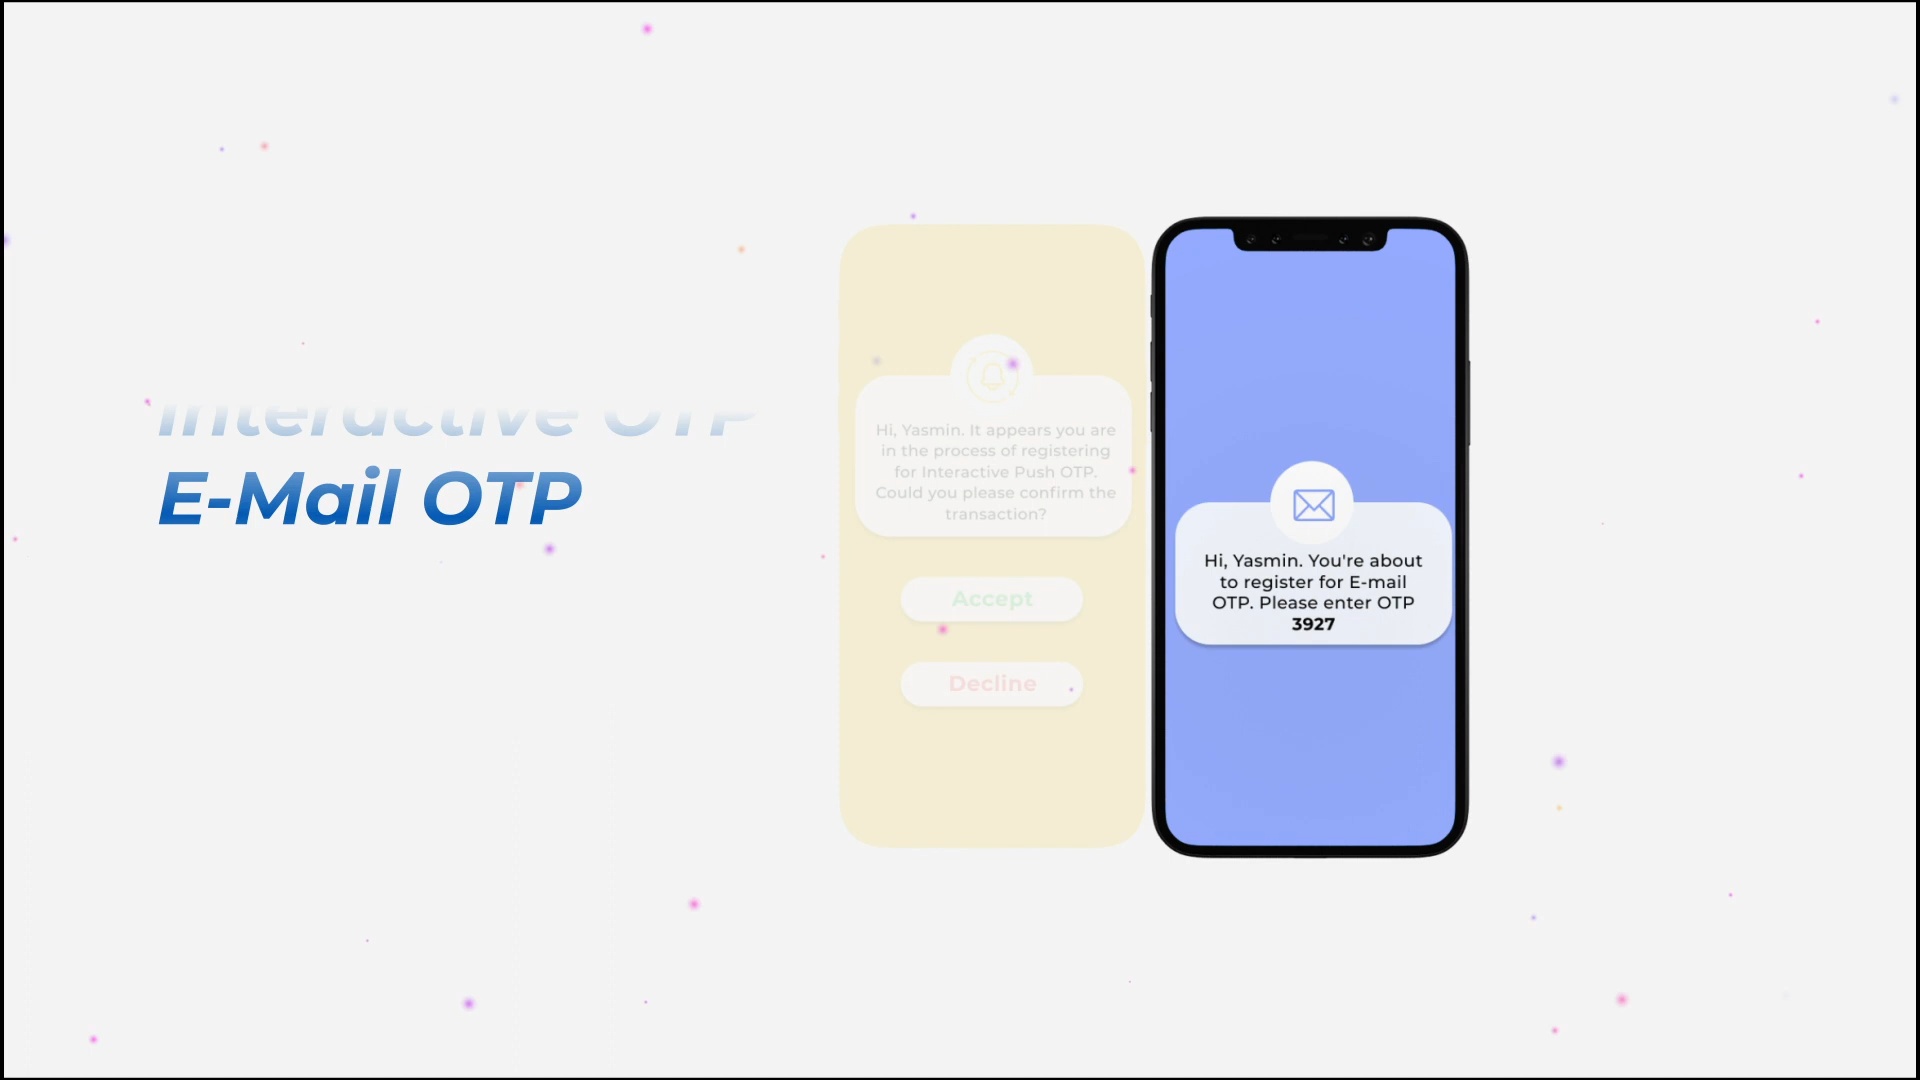 Interactive OTP
E-Mail OTP
Hi, Yasmin. It appears you are
in the process of registering
for Interactive Push OTP.
Could you please confirm the
transaction?
Accept
Decline
Hi, Yasmin. You're about
to register for E-mail
OTP. Please enter OTP
3927